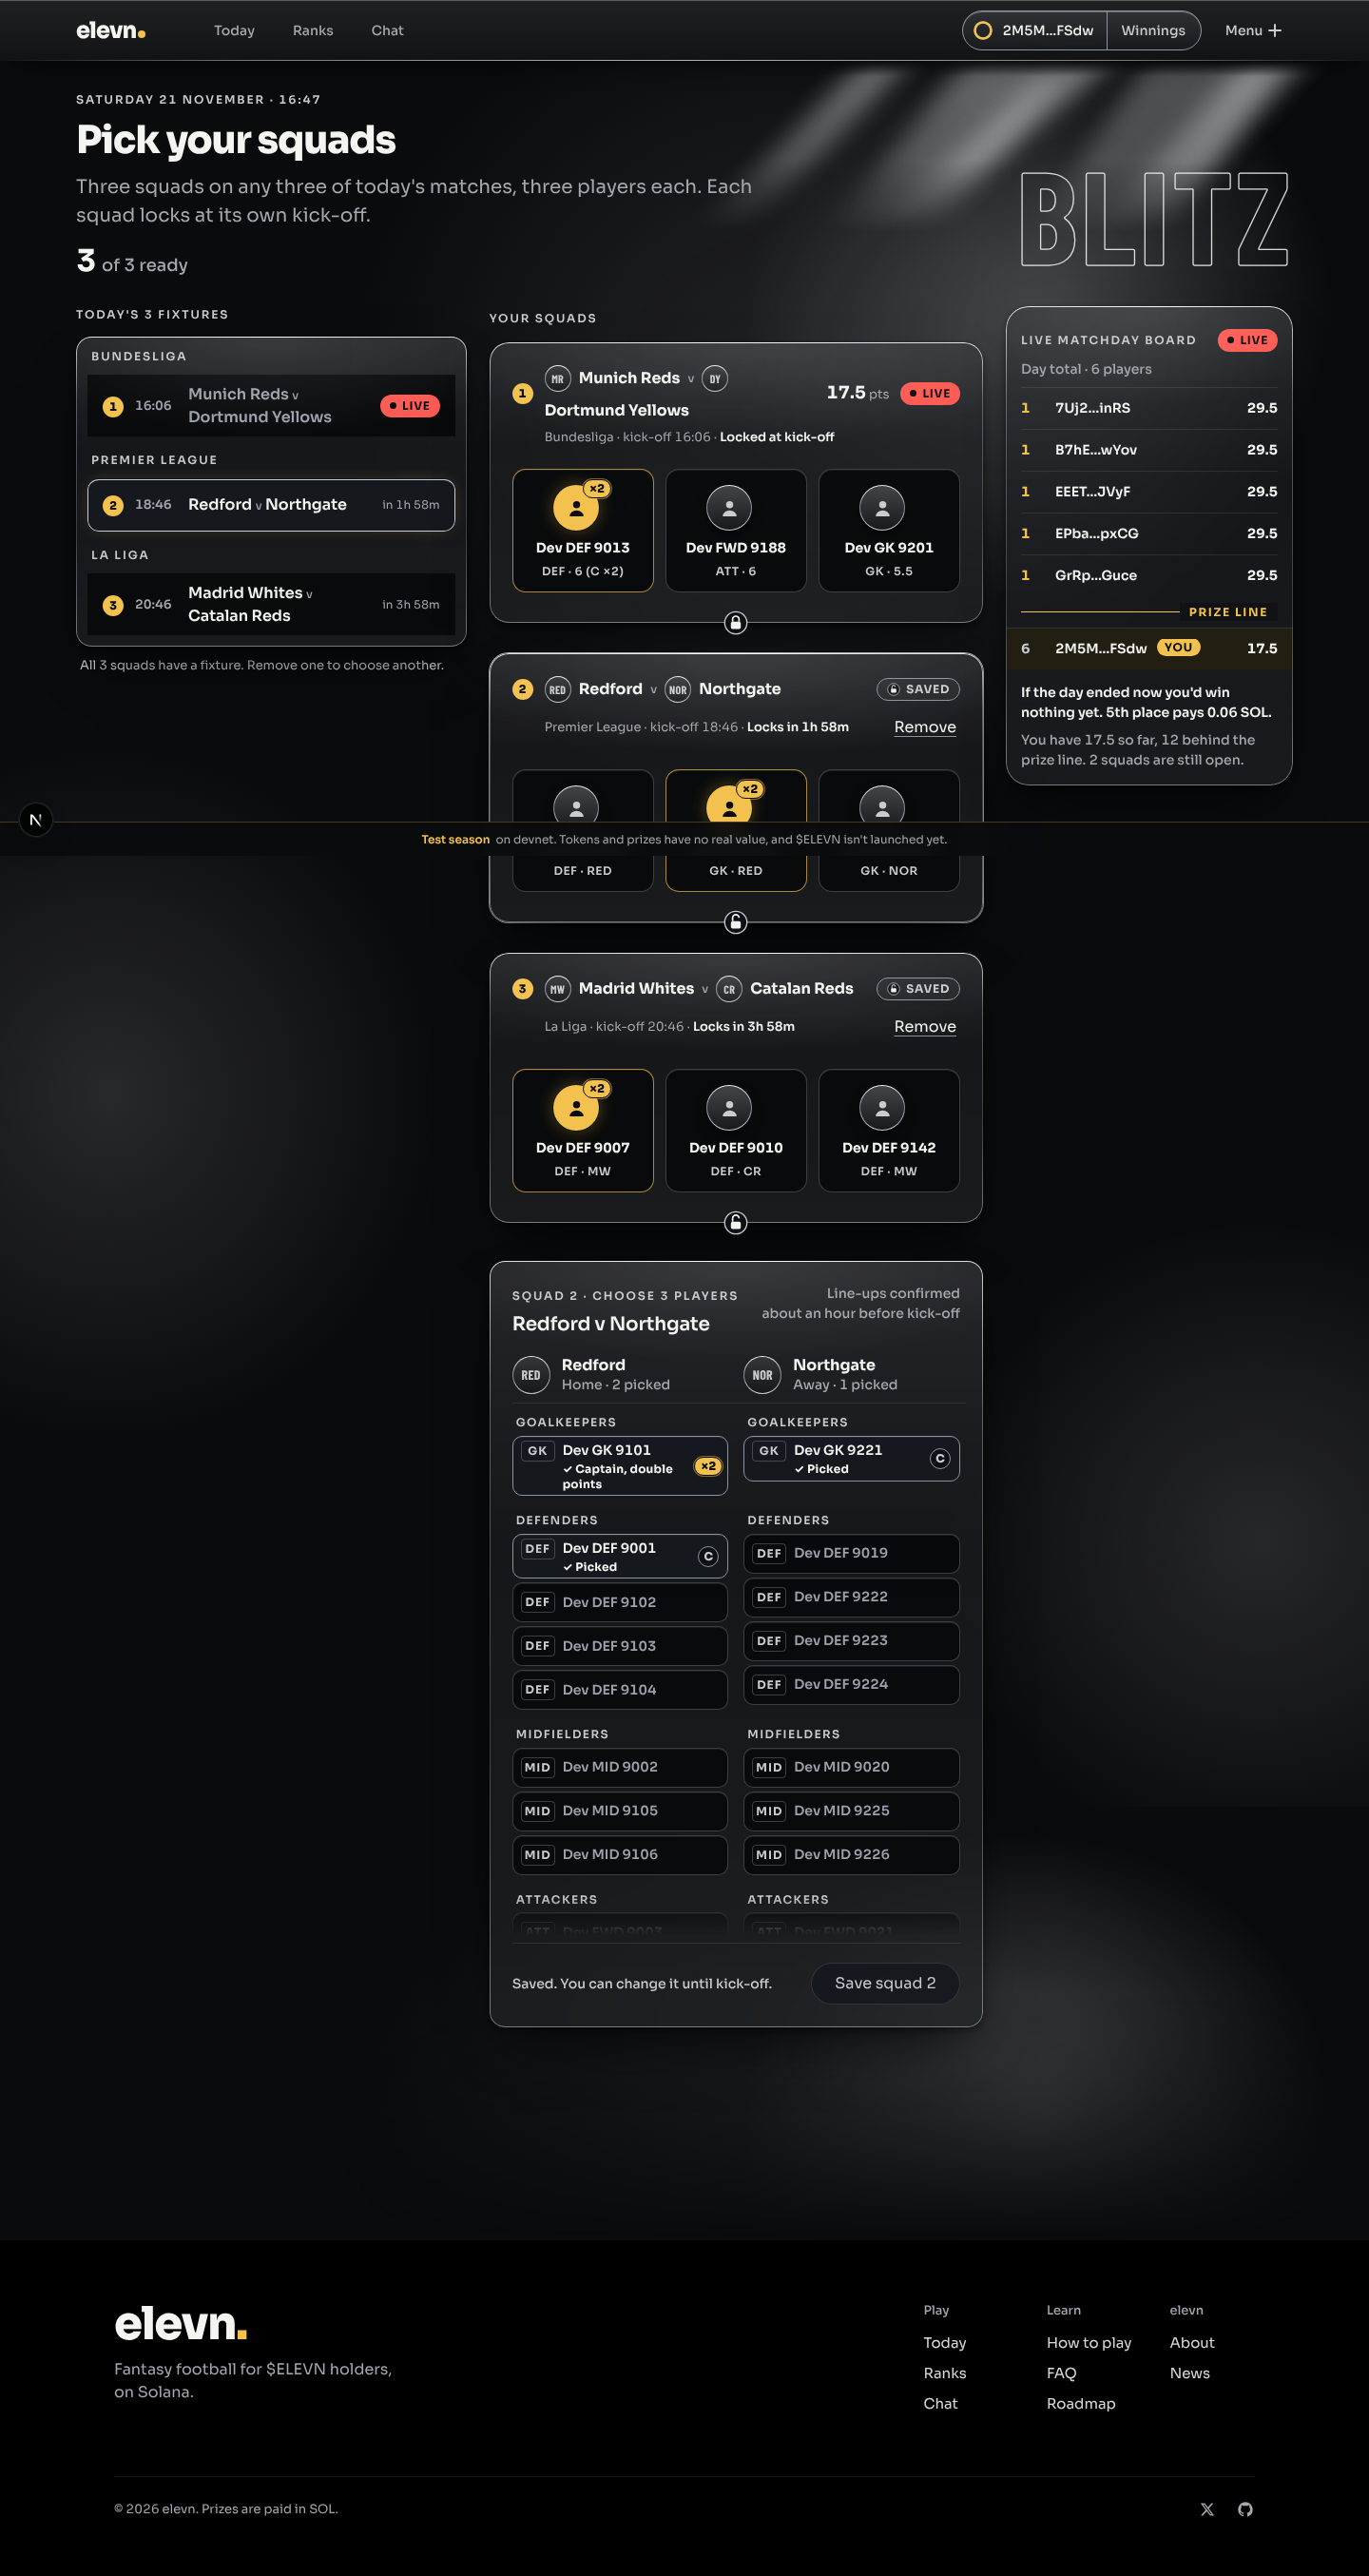 elevn.
Today
Ranks
Chat
2M5M...FSdw
Winnings
Menu
SATURDAY 21 NOVEMBER · 16:47
Pick your squads
Three squads on any three of today's matches, three players each. Each
squad locks at its own kick-off.
3 of 3 ready
BLITZ
TODAY'S 3 FIXTURES
BUNDESLIGA
1 16:06 Munich Reds v
Dortmund Yellows
LIVE
PREMIER LEAGUE
2 18:46 Redford v Northgate in 1h 58m
LA LIGA
3 20:46 Madrid Whites v
Catalan Reds
in 3h 58m
All 3 squads have a fixture. Remove one to choose another.
YOUR SQUADS
1 MR Munich Reds v DY
Dortmund Yellows
17.5 pts LIVE
Bundesliga · kick-off 16:06 · Locked at kick-off
×2
Dev DEF 9013
DEF · 6 (C ×2)
Dev FWD 9188
ATT · 6
Dev GK 9201
GK · 5.5
2 RED Redford v NOR Northgate SAVED
Premier League · kick-off 18:46 · Locks in 1h 58m Remove
×2
DEF · RED
GK · RED
GK · NOR
3 MW Madrid Whites v CR Catalan Reds SAVED
La Liga · kick-off 20:46 · Locks in 3h 58m Remove
×2
Dev DEF 9007
DEF · MW
Dev DEF 9010
DEF · CR
Dev DEF 9142
DEF · MW
LIVE MATCHDAY BOARD LIVE
Day total · 6 players
1 7Uj2...inRS 29.5
1 B7hE...wYov 29.5
1 EEET...JVyF 29.5
1 EPba...pxCG 29.5
1 GrRp...Guce 29.5
PRIZE LINE
6 2M5M...FSdw YOU 17.5
If the day ended now you'd win
nothing yet. 5th place pays 0.06 SOL.
You have 17.5 so far, 12 behind the
prize line. 2 squads are still open.
N
Test season on devnet. Tokens and prizes have no real value, and $ELEVN isn't launched yet.
SQUAD 2 · CHOOSE 3 PLAYERS
Redford v Northgate
Line-ups confirmed
about an hour before kick-off
RED Redford
Home · 2 picked
NOR Northgate
Away · 1 picked
GOALKEEPERS
GK Dev GK 9101
✓ Captain, double
points
×2
GOALKEEPERS
GK Dev GK 9221
✓ Picked
C
DEFENDERS
DEF Dev DEF 9001
✓ Picked
C
DEF Dev DEF 9102
DEF Dev DEF 9103
DEF Dev DEF 9104
DEFENDERS
DEF Dev DEF 9019
DEF Dev DEF 9222
DEF Dev DEF 9223
DEF Dev DEF 9224
MIDFIELDERS
MID Dev MID 9002
MID Dev MID 9105
MID Dev MID 9106
MIDFIELDERS
MID Dev MID 9020
MID Dev MID 9225
MID Dev MID 9226
ATTACKERS
ATT Dev FWD 9003
ATTACKERS
ATT Dev FWD 9021
Saved. You can change it until kick-off.
Save squad 2
elevn.
Fantasy football for $ELEVN holders,
on Solana.
Play
Today
Ranks
Chat
Learn
How to play
FAQ
Roadmap
elevn
About
News
© 2026 elevn. Prizes are paid in SOL.